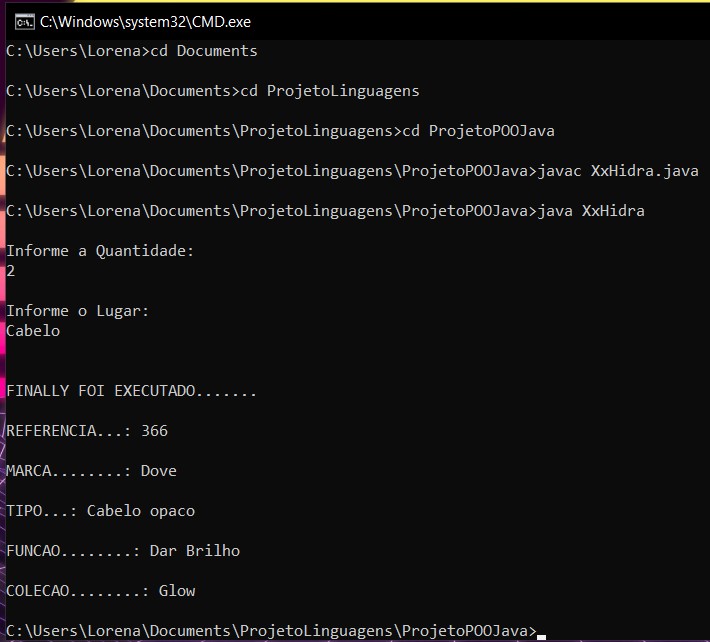 C:\Windows\system32\CMD.exe
C:\Users\Lorena>cd Documents
C:\Users\Lorena\Documents>cd ProjetoLinguagens
C:\Users\Lorena\Documents\ProjetoLinguagens>cd ProjetoPOOJava
C:\Users\Lorena\Documents\ProjetoLinguagens\ProjetoPOOJava>javac XxHidra.java
C:\Users\Lorena\Documents\ProjetoLinguagens\ProjetoPOOJava>java XxHidra
Informe a Quantidade:
2
Informe o Lugar:
Cabelo
FINALLY FOI EXECUTADO.......
REFERENCIA...: 366
MARCA........: Dove
TIPO...: Cabelo opaco
FUNCAO........: Dar Brilho
COLECAO........: Glow
C:\Users\Lorena\Documents\ProjetoLinguagens\ProjetoPOOJava>